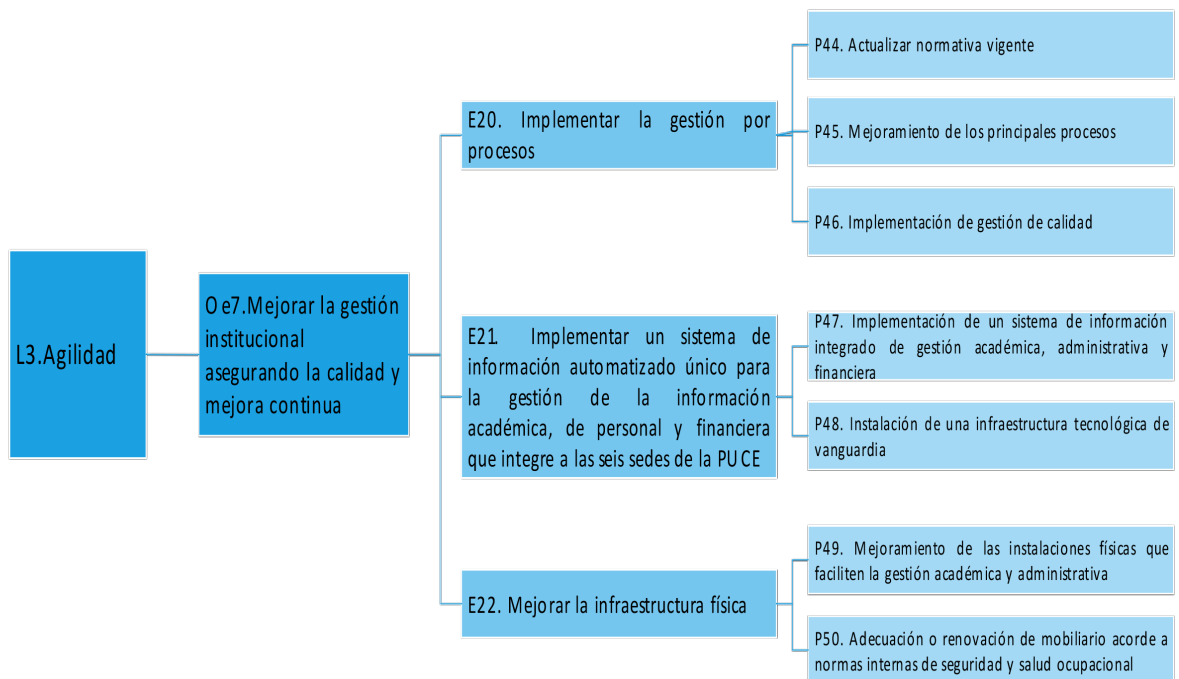 L3.Agilidad
Oe7.Mejorar la gestión
institucional
asegurando la calidad y
mejora continua
E20. Implementar la gestión por
procesos
P44. Actualizar normativa vigente
P45. Mejoramiento de los principales procesos
P46. Implementación de gestión de calidad
E21. Implementar un sistema de
información automatizado único para
la gestión de la información
académica, de personal y financiera
que integre a las seis sedes de la PUCE
P47. Implementación de un sistema de información
integrado de gestión académica, administrativa y
financiera
P48. Instalación de una infraestructura tecnológica de
vanguardia
E22. Mejorar la infraestructura física
P49. Mejoramiento de las instalaciones físicas que
faciliten la gestión académica y administrativa
P50. Adecuación o renovación de mobiliario acorde a
normas internas de seguridad y salud ocupacional